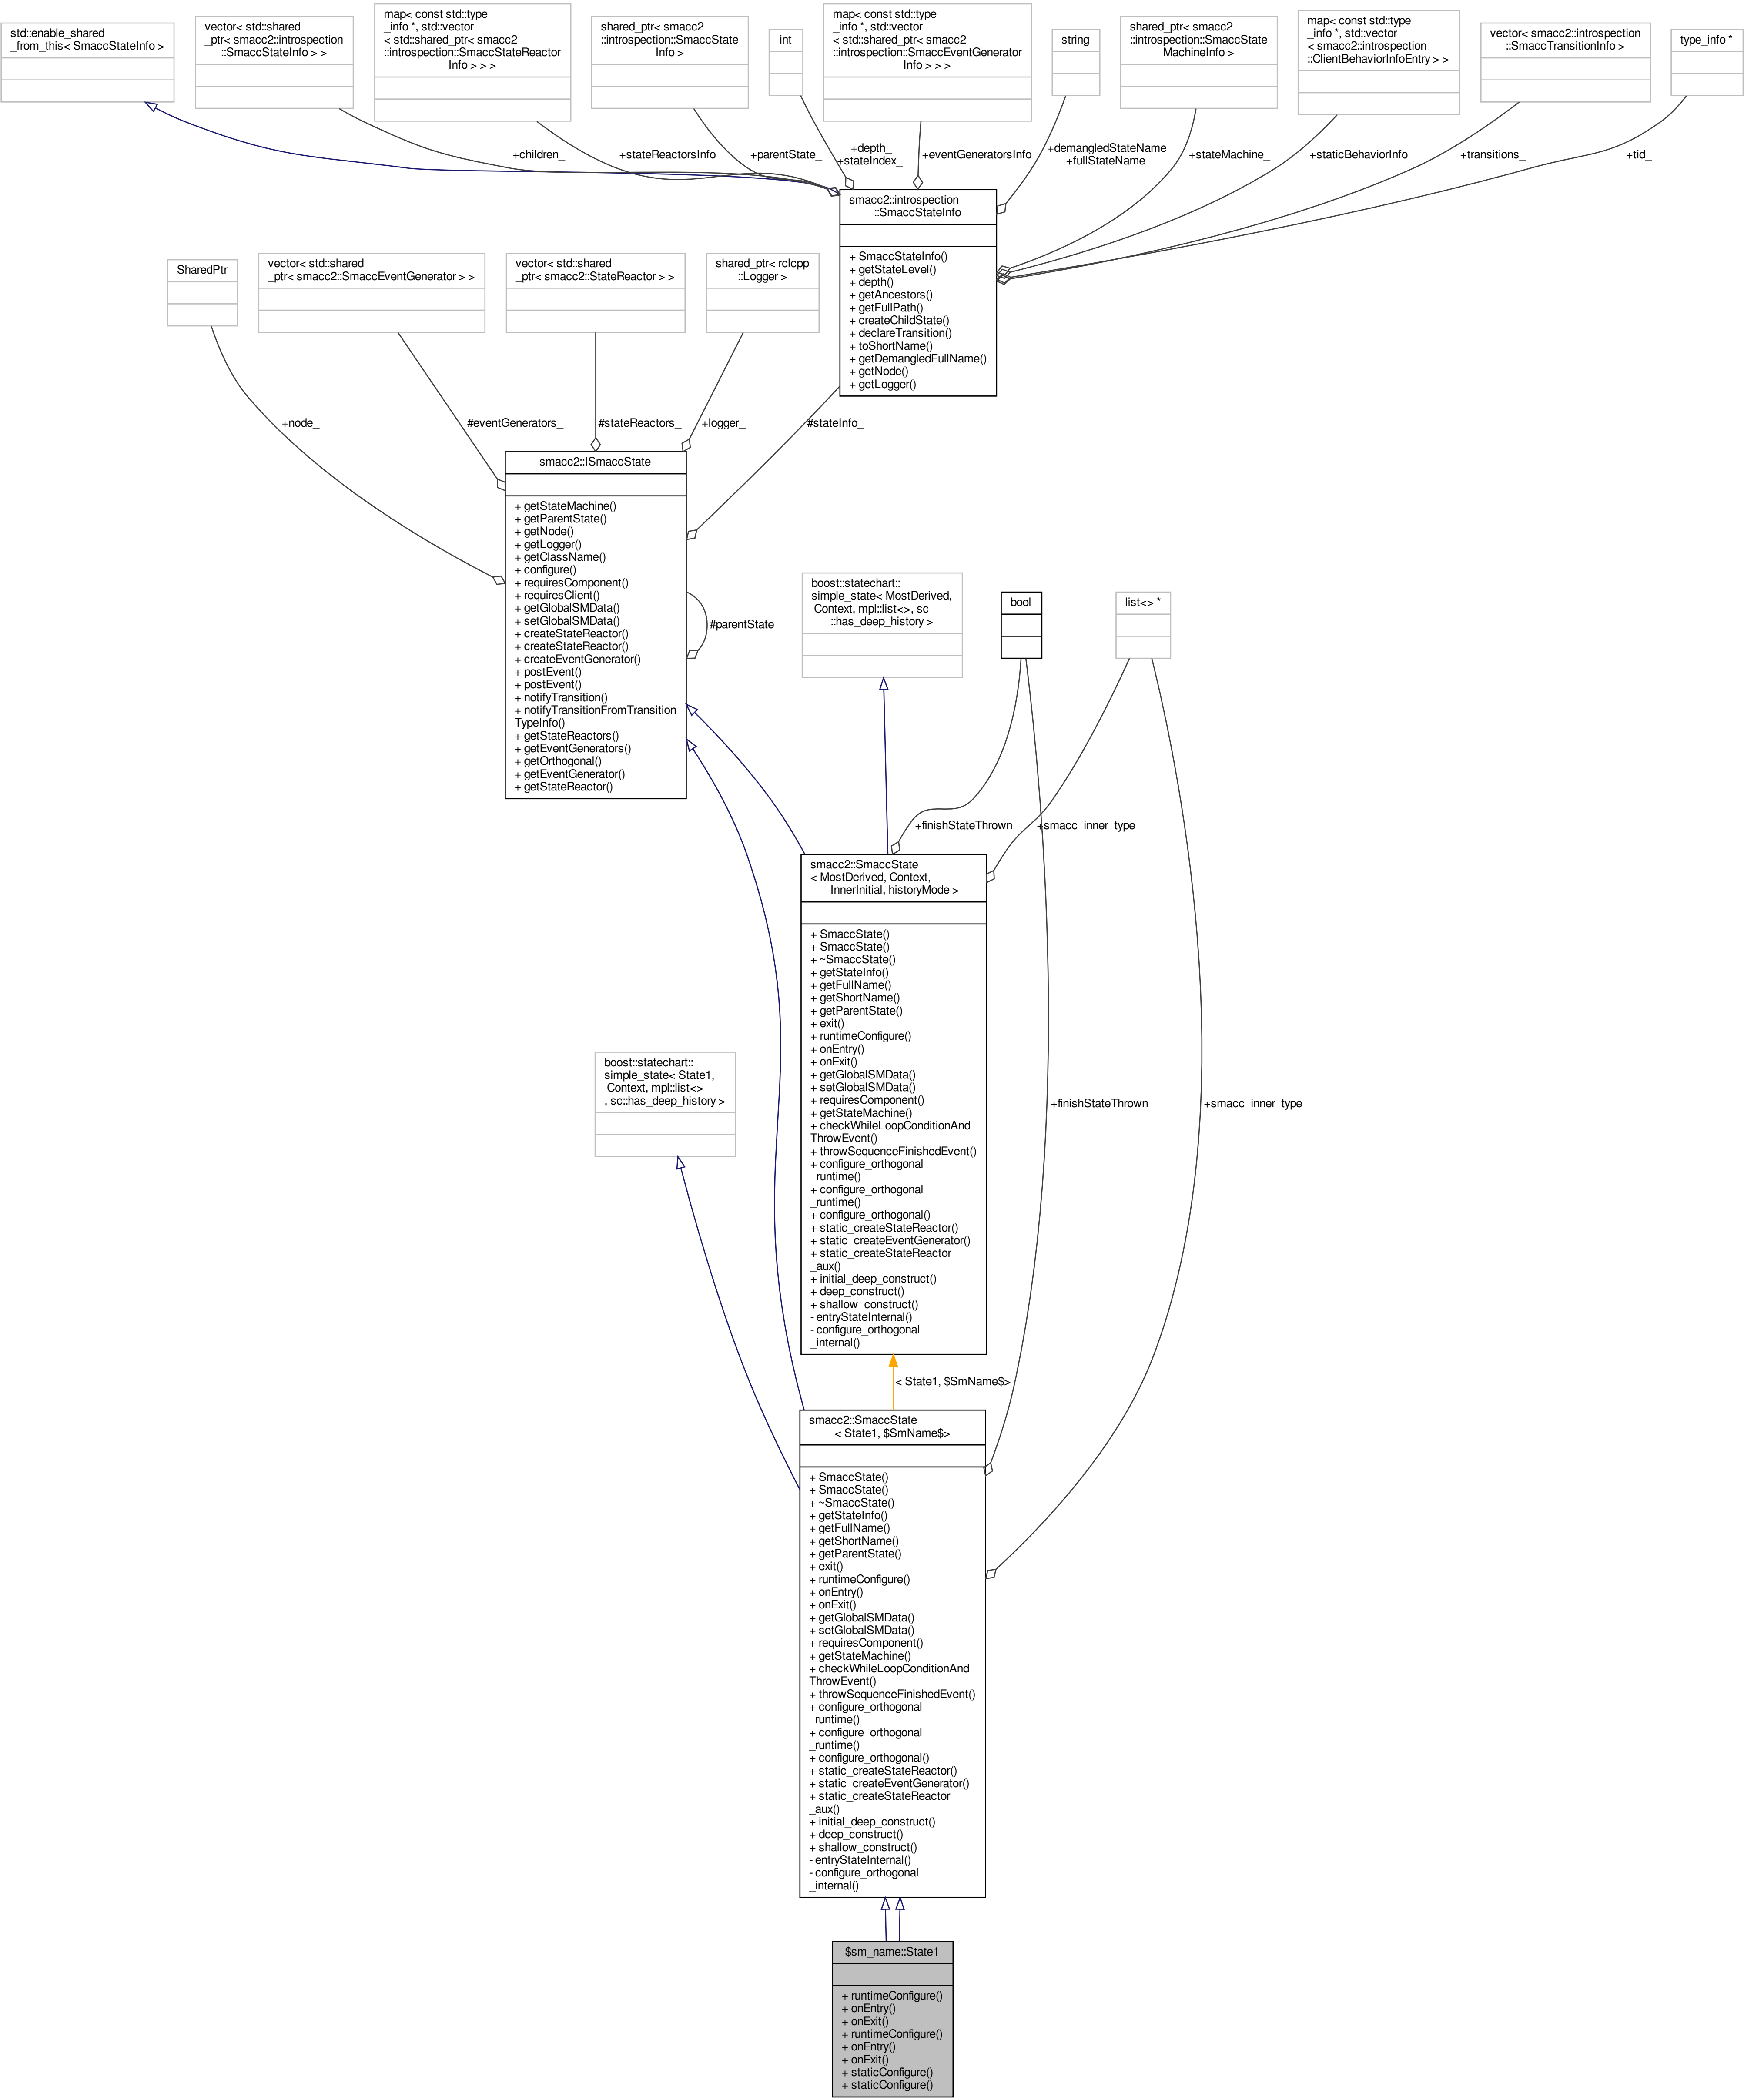 std::enable_shared
_from_this< SmaccStateInfo >
vector< std::shared
_ptr< smacc2::introspection
::SmaccStateInfo > >
map< const std::type
_info *, std::vector
< std::shared_ptr< smacc2
::introspection::SmaccStateReactor
Info > > >
shared_ptr< smacc2
::introspection::SmaccState
Info >
int
map< const std::type
_info *, std::vector
< std::shared_ptr< smacc2
::introspection::SmaccEventGenerator
Info > > >
string
shared_ptr< smacc2
::introspection::SmaccState
MachineInfo >
map< const std::type
_info *, std::vector
< smacc2::introspection
::ClientBehaviorInfoEntry > >
vector< smacc2::introspection
::SmaccTransitionInfo >
type_info *
+children_
+stateReactorsInfo
+parentState_
+depth_
+stateIndex_
+eventGeneratorsInfo
+demangledStateName
+fullStateName
+stateMachine_
+staticBehaviorInfo
+transitions_
+tid_
smacc2::introspection
::SmaccStateInfo
+ SmaccStateInfo()
+ getStateLevel()
+ depth()
+ getAncestors()
+ getFullPath()
+ createChildState()
+ declareTransition()
+ toShortName()
+ getDemangledFullName()
+ getNode()
+ getLogger()
SharedPtr
vector< std::shared
_ptr< smacc2::SmaccEventGenerator > >
vector< std::shared
_ptr< smacc2::StateReactor > >
shared_ptr< rclcpp
::Logger >
+node_
#eventGenerators_
#stateReactors_
+logger_
#stateInfo_
smacc2::ISmaccState
+ getStateMachine()
+ getParentState()
+ getNode()
+ getLogger()
+ getClassName()
+ configure()
+ requiresComponent()
+ requiresClient()
+ getGlobalSMData()
+ setGlobalSMData()
+ createStateReactor()
+ createStateReactor()
+ createEventGenerator()
+ postEvent()
+ postEvent()
+ notifyTransition()
+ notifyTransitionFromTransition
TypeInfo()
+ getStateReactors()
+ getEventGenerators()
+ getOrthogonal()
+ getEventGenerator()
+ getStateReactor()
#parentState_
boost::statechart::
simple_state< MostDerived,
Context, mpl::list<>, sc
::has_deep_history >
bool
list<> *
+finishStateThrown
+smacc_inner_type
smacc2::SmaccState
< MostDerived, Context,
InnerInitial, historyMode >
+ SmaccState()
+ SmaccState()
+ ~SmaccState()
+ getStateInfo()
+ getFullName()
+ getShortName()
+ getParentState()
+ exit()
+ runtimeConfigure()
+ onEntry()
+ onExit()
+ getGlobalSMData()
+ setGlobalSMData()
+ requiresComponent()
+ getStateMachine()
+ checkWhileLoopConditionAnd
ThrowEvent()
+ throwSequenceFinishedEvent()
+ configure_orthogonal
_runtime()
+ configure_orthogonal
_runtime()
+ configure_orthogonal()
+ static_createStateReactor()
+ static_createEventGenerator()
+ static_createStateReactor
_aux()
+ initial_deep_construct()
+ deep_construct()
+ shallow_construct()
- entryStateInternal()
- configure_orthogonal
_internal()
boost::statechart::
simple_state< State1,
Context, mpl::list<>
, sc::has_deep_history >
+finishStateThrown
+smacc_inner_type
< State1, $SmName$>
smacc2::SmaccState
< State1, $SmName$>
+ SmaccState()
+ SmaccState()
+ ~SmaccState()
+ getStateInfo()
+ getFullName()
+ getShortName()
+ getParentState()
+ exit()
+ runtimeConfigure()
+ onEntry()
+ onExit()
+ getGlobalSMData()
+ setGlobalSMData()
+ requiresComponent()
+ getStateMachine()
+ checkWhileLoopConditionAnd
ThrowEvent()
+ throwSequenceFinishedEvent()
+ configure_orthogonal
_runtime()
+ configure_orthogonal
_runtime()
+ configure_orthogonal()
+ static_createStateReactor()
+ static_createEventGenerator()
+ static_createStateReactor
_aux()
+ initial_deep_construct()
+ deep_construct()
+ shallow_construct()
- entryStateInternal()
- configure_orthogonal
_internal()
$sm_name::State1
+ runtimeConfigure()
+ onEntry()
+ onExit()
+ runtimeConfigure()
+ onEntry()
+ onExit()
+ staticConfigure()
+ staticConfigure()